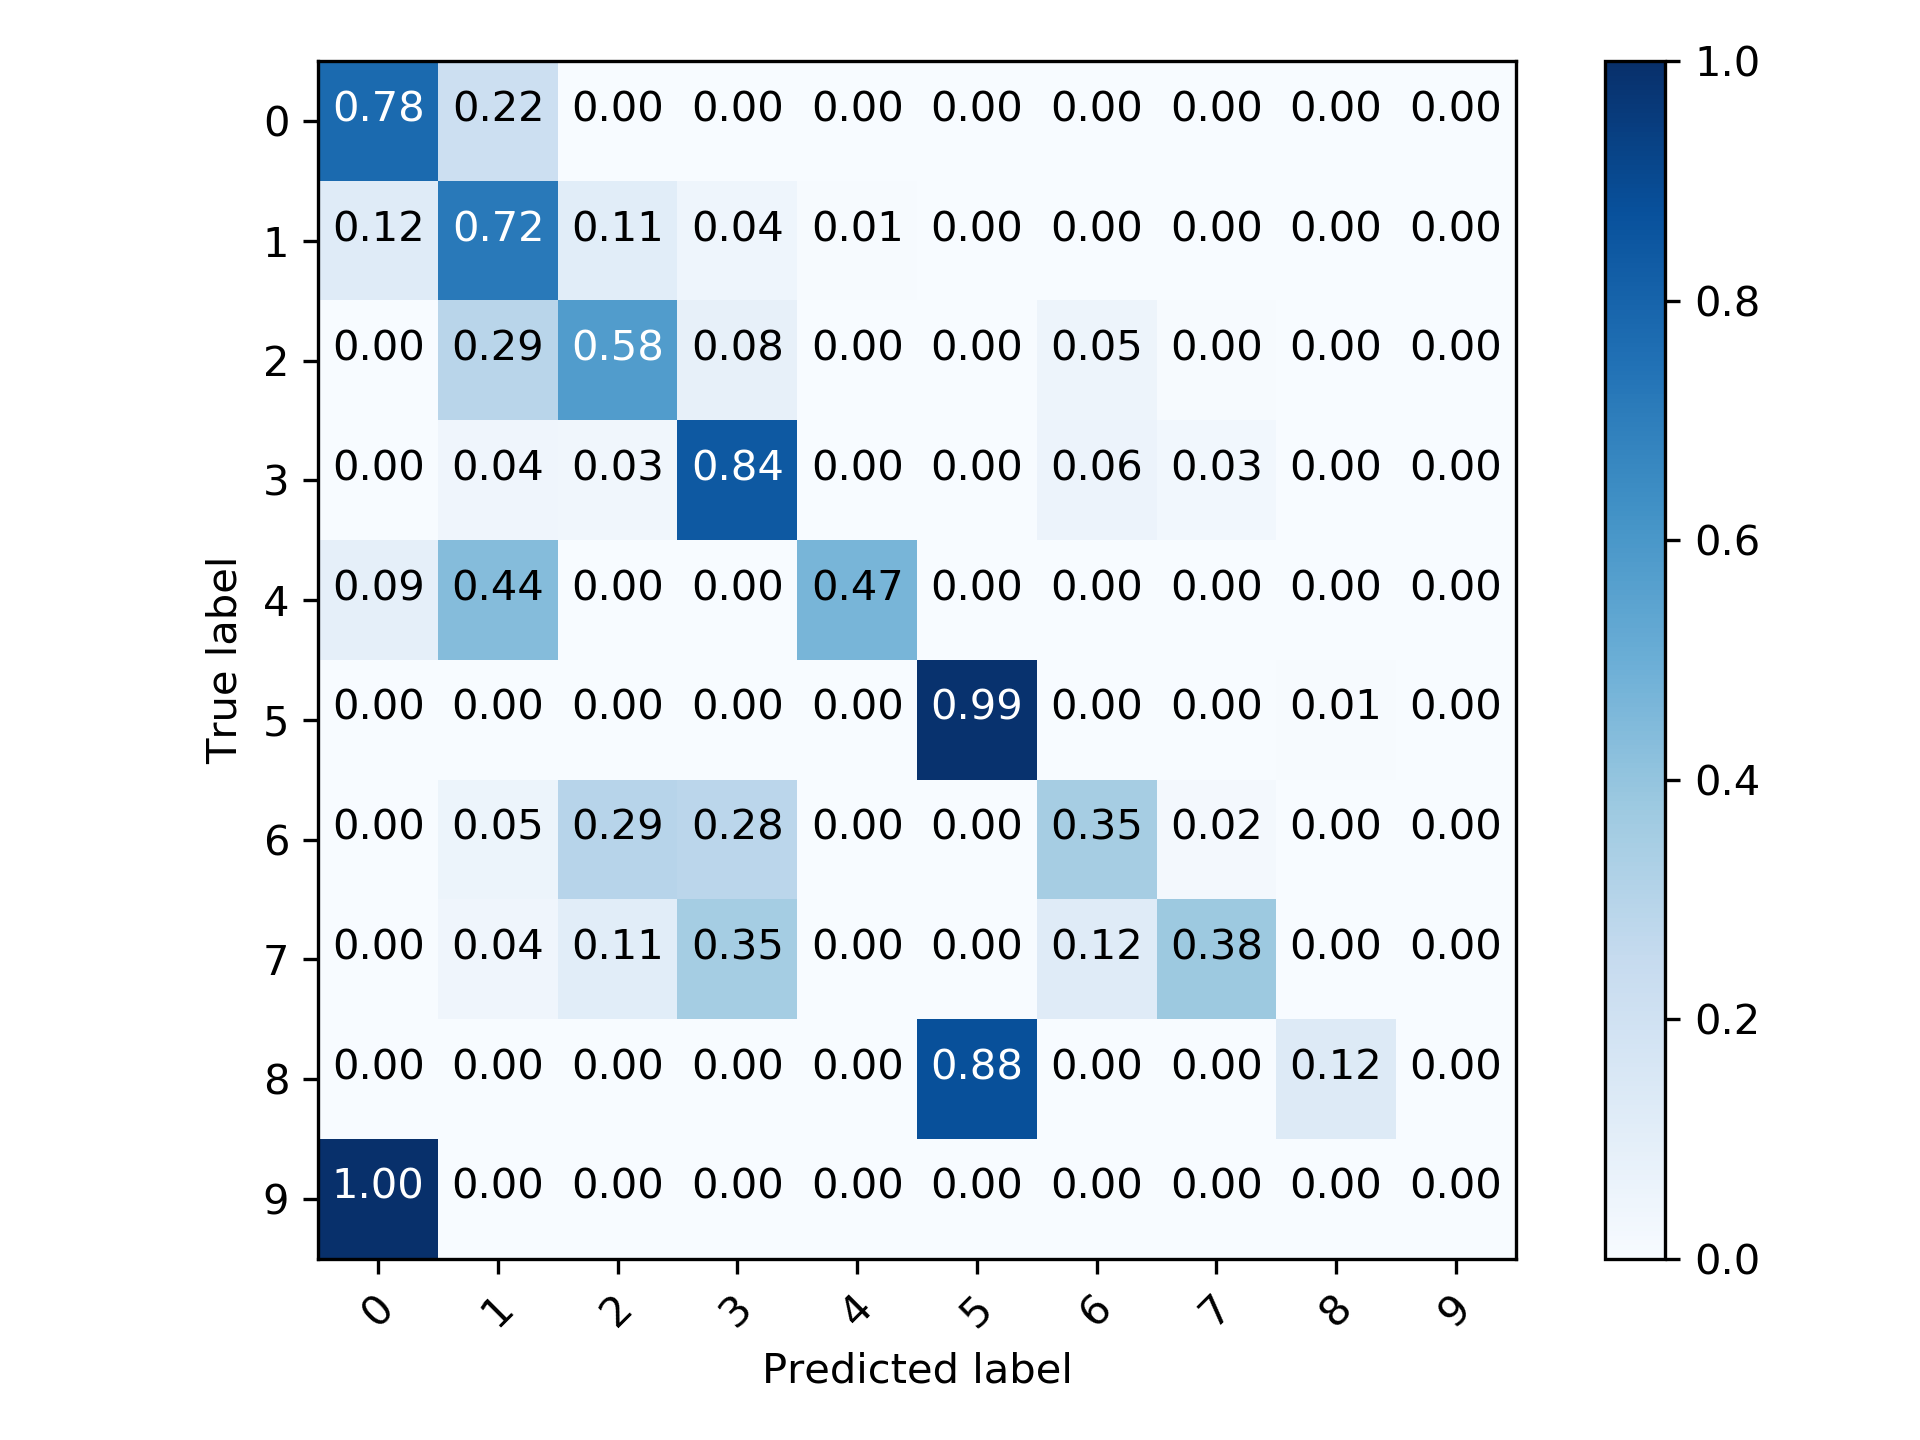 0 0.78 0.22 0.00 0.00 0.00 0.00 0.00 0.00 0.00 0.00
1 0.12 0.72 0.11 0.04 0.01 0.00 0.00 0.00 0.00 0.00
2 0.00 0.29 0.58 0.08 0.00 0.00 0.05 0.00 0.00 0.00
3 0.00 0.04 0.03 0.84 0.00 0.00 0.06 0.03 0.00 0.00
4 0.09 0.44 0.00 0.00 0.47 0.00 0.00 0.00 0.00 0.00
5 0.00 0.00 0.00 0.00 0.00 0.99 0.00 0.00 0.01 0.00
6 0.00 0.05 0.29 0.28 0.00 0.00 0.35 0.02 0.00 0.00
7 0.00 0.04 0.11 0.35 0.00 0.00 0.12 0.38 0.00 0.00
8 0.00 0.00 0.00 0.00 0.00 0.88 0.00 0.00 0.12 0.00
9 1.00 0.00 0.00 0.00 0.00 0.00 0.00 0.00 0.00 0.00
0 1 2 3 4 5 6 7 8 9
Predicted label
True label
1.0
0.8
0.6
0.4
0.2
0.0